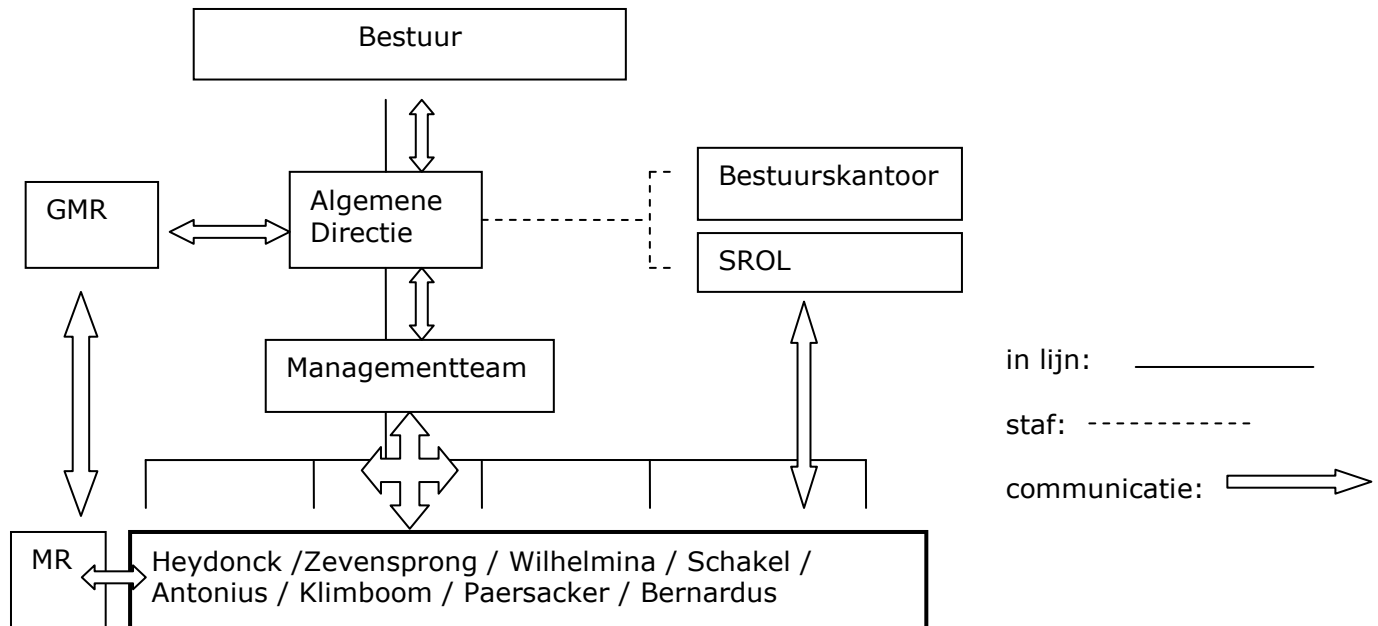 Bestuur
Algemene
Directie
GMR
Bestuurskantoor
SROL
Managementteam
in lijn:
staf:
communicatie:
MR
Heydonck /Zevensprong / Wilhelmina / Schakel /
Antonius / Klimboom / Paersacker / Bernardus